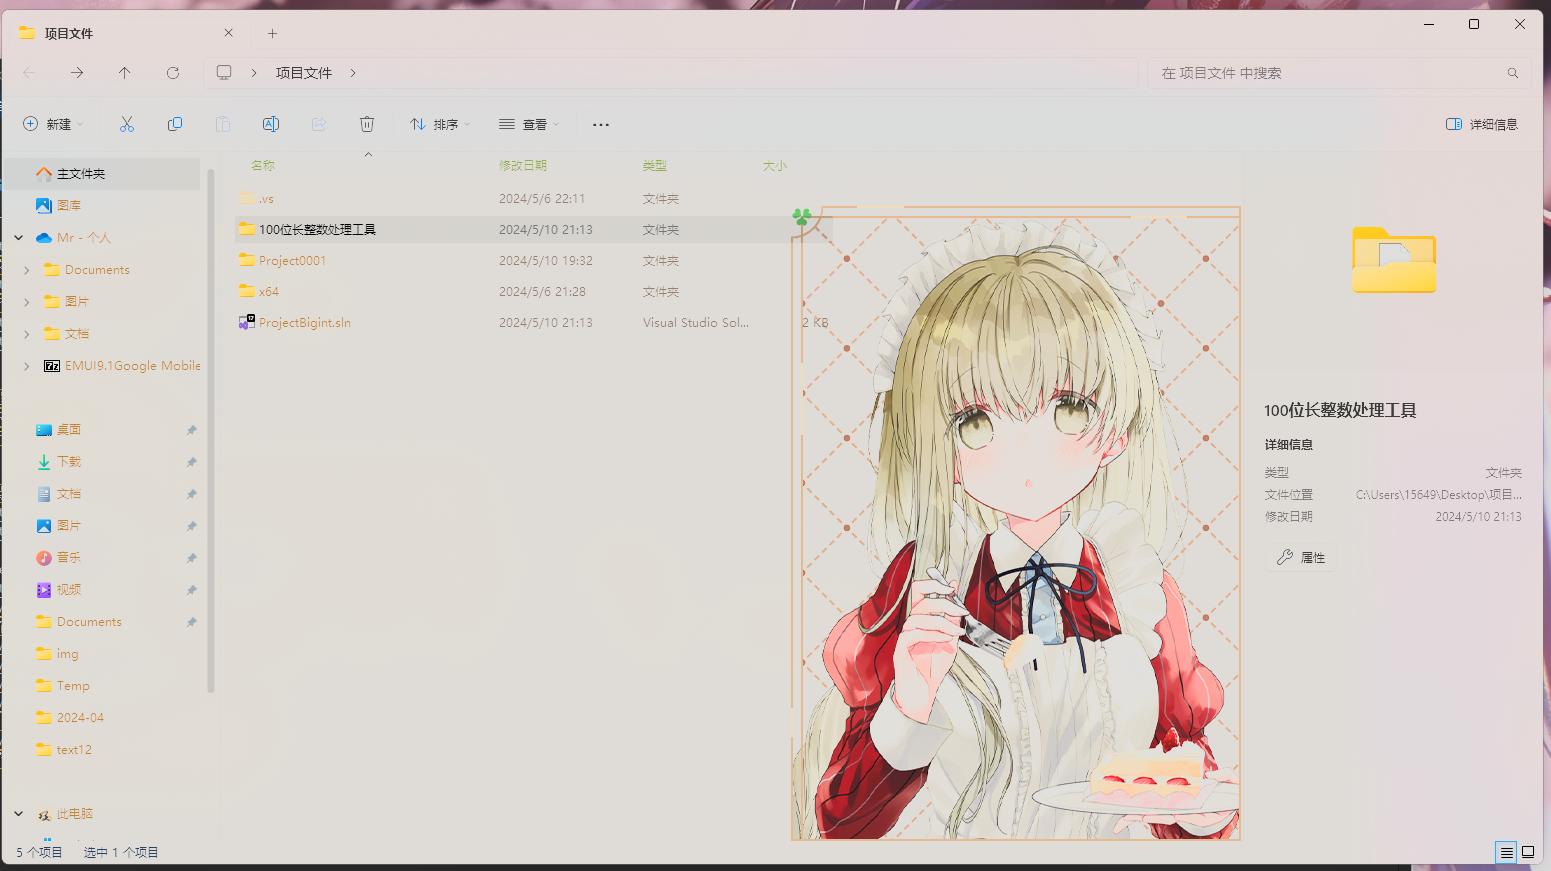 项目文件
项目文件
在 项目文件 中搜索
新建
排序
查看
详细信息
名称 修改日期 类型 大小
.vs 2024/5/6 22:11 文件夹
100位长整数处理工具 2024/5/10 21:13 文件夹
Project0001 2024/5/10 19:32 文件夹
x64 2024/5/6 21:28 文件夹
ProjectBigint.sln 2024/5/10 21:13 Visual Studio Sol... 2 KB
主文件夹
图库
Mr - 个人
Documents
图片
文档
EMUI9.1Google Mobile
桌面
下载
文档
图片
音乐
视频
Documents
img
Temp
2024-04
text12
此电脑
100位长整数处理工具
详细信息
类型 文件夹
文件位置 C:\Users\15649\Desktop\项目...
修改日期 2024/5/10 21:13
属性
5 个项目 选中 1 个项目